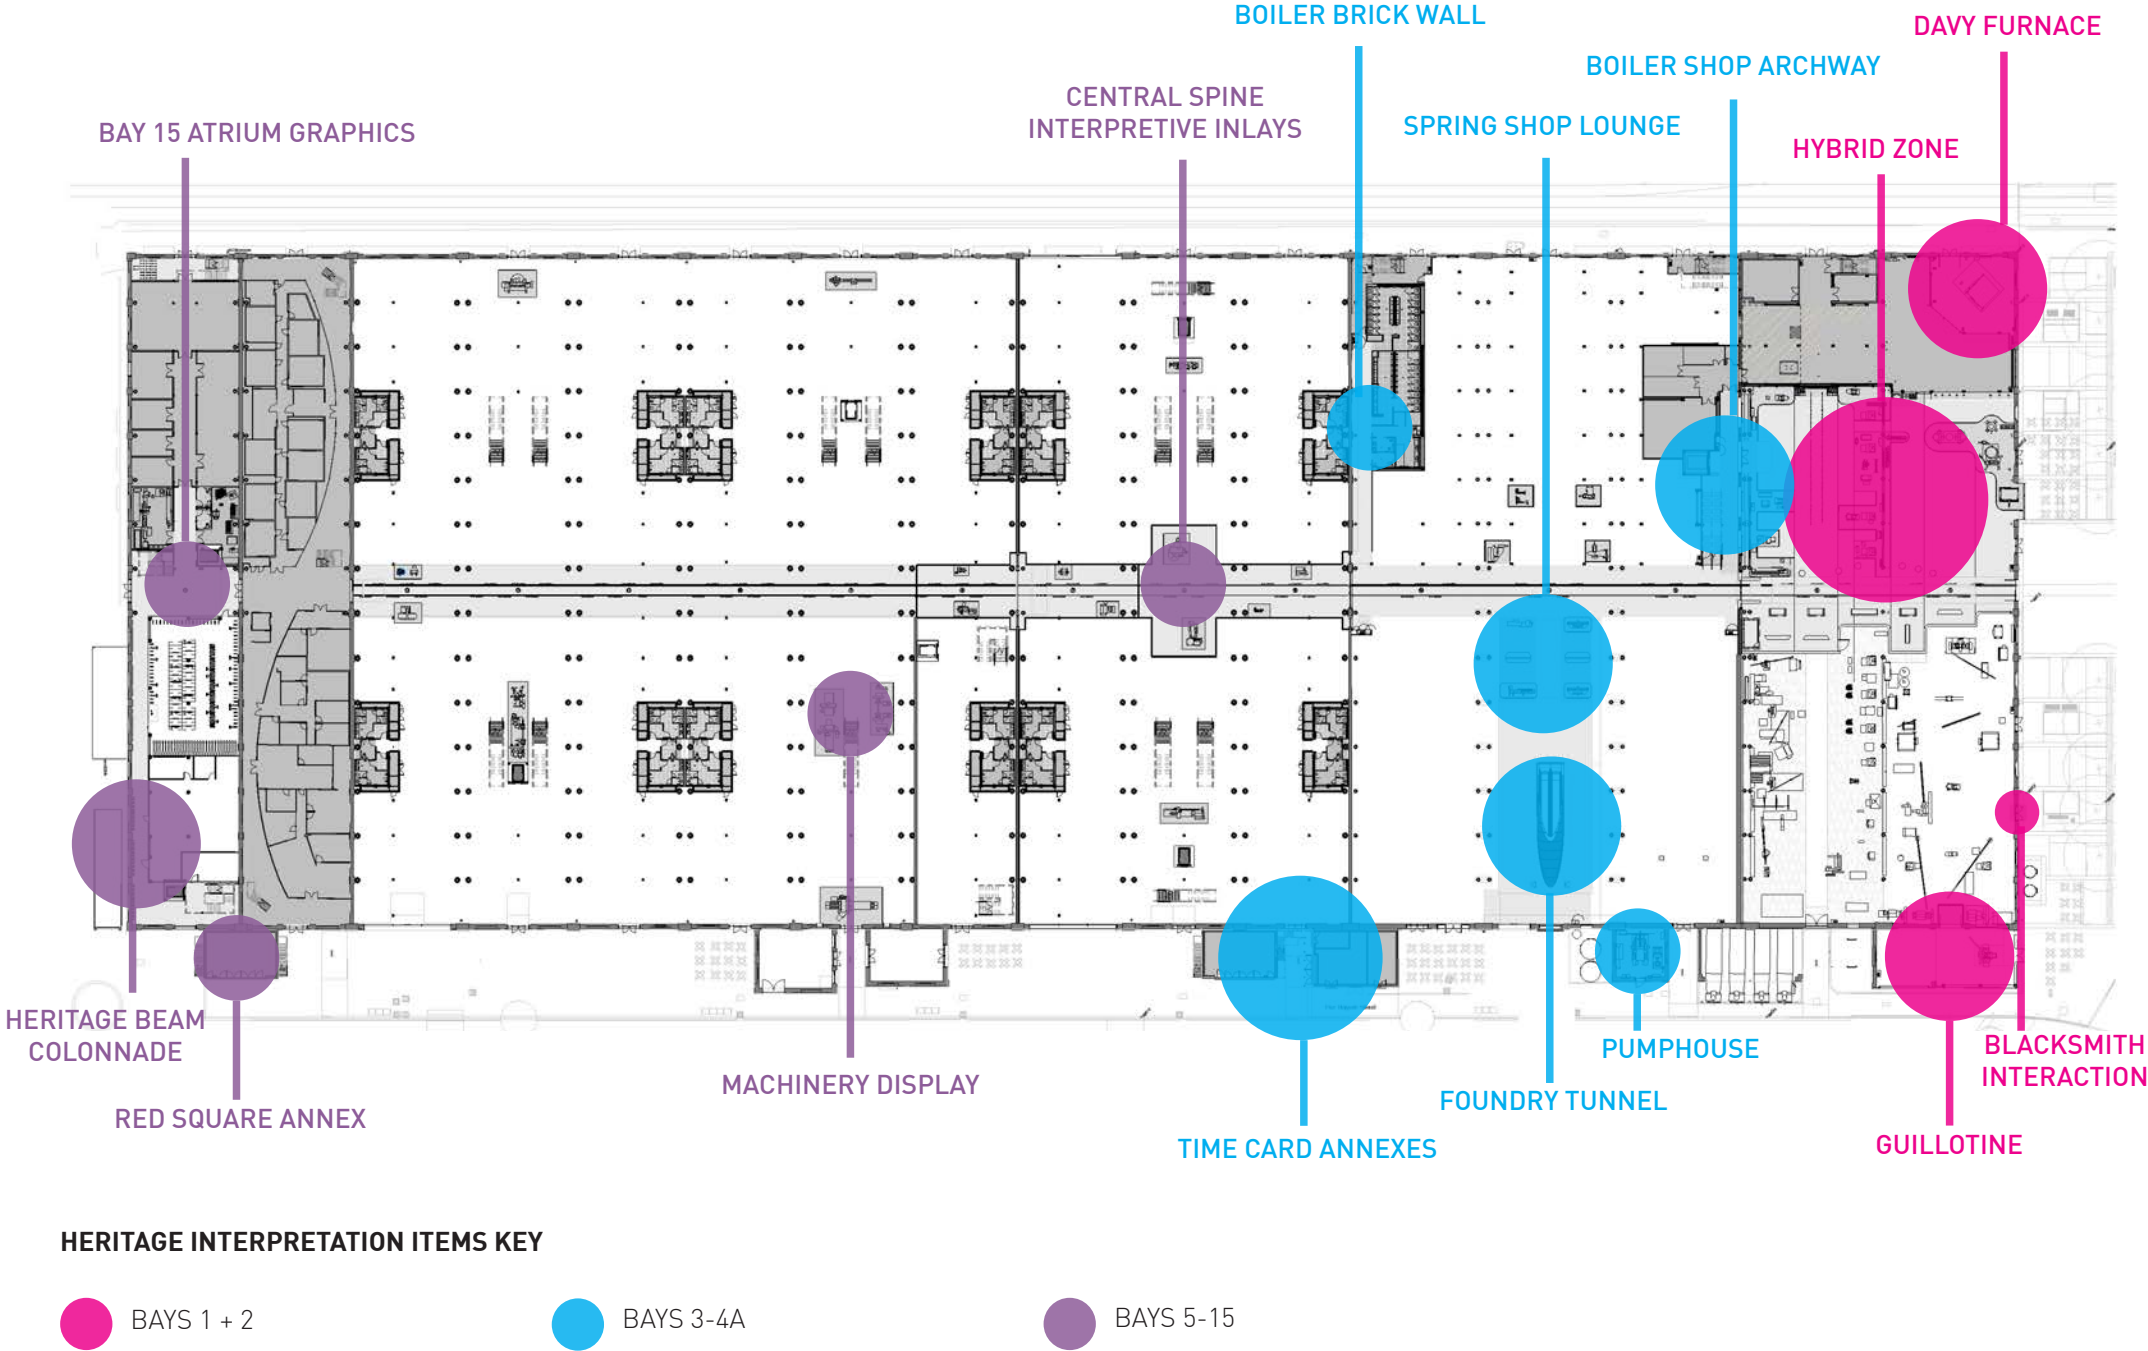 BOILER BRICK WALL
DAVY FURNACE
BOILER SHOP ARCHWAY
CENTRAL SPINE
INTERPRETIVE INLAYS
SPRING SHOP LOUNGE
BAY 15 ATRIUM GRAPHICS
HYBRID ZONE
HERITAGE BEAM
COLONNADE
RED SQUARE ANNEX
MACHINERY DISPLAY
TIME CARD ANNEXES
FOUNDRY TUNNEL
PUMPHOUSE
BLACKSMITH
INTERACTION
GUILLOTINE
HERITAGE INTERPRETATION ITEMS KEY
BAYS 1 + 2
BAYS 3-4A
BAYS 5-15